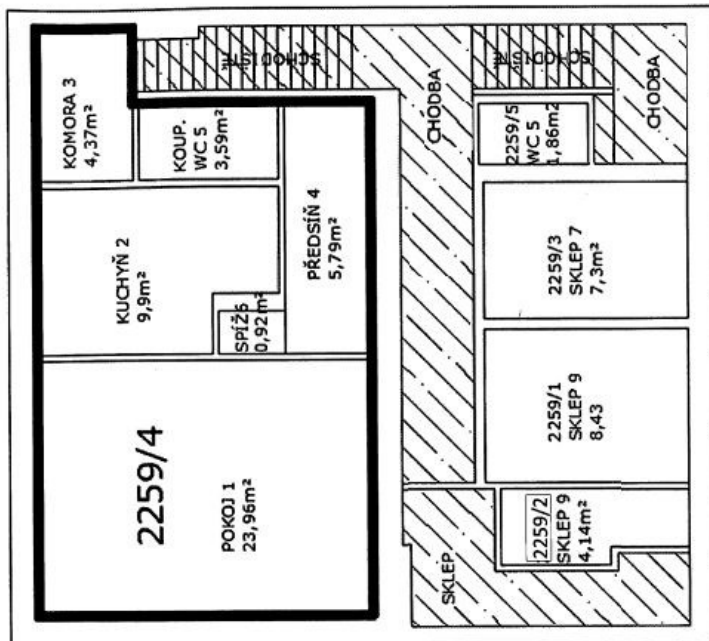 KOMORA 3
4,37m²
KOUP.
WC 5
3,59m²
SCHODIŠTĚ
SCHODIŠTĚ
CHODBA
CHODBA
2259/5
WC 5
1,86m2
KUCHYŇ 2
9,9m²
PŘEDSÍŇ 4
5,79m²
SPÍŽ6
0,92m²
2259/3
SKLEP 7
7,3m²
2259/4
POKOJ 1
23,96m²
2259/1
SKLEP 9
8,43
2259/2
SKLEP 9
4,14m²
SKLEP